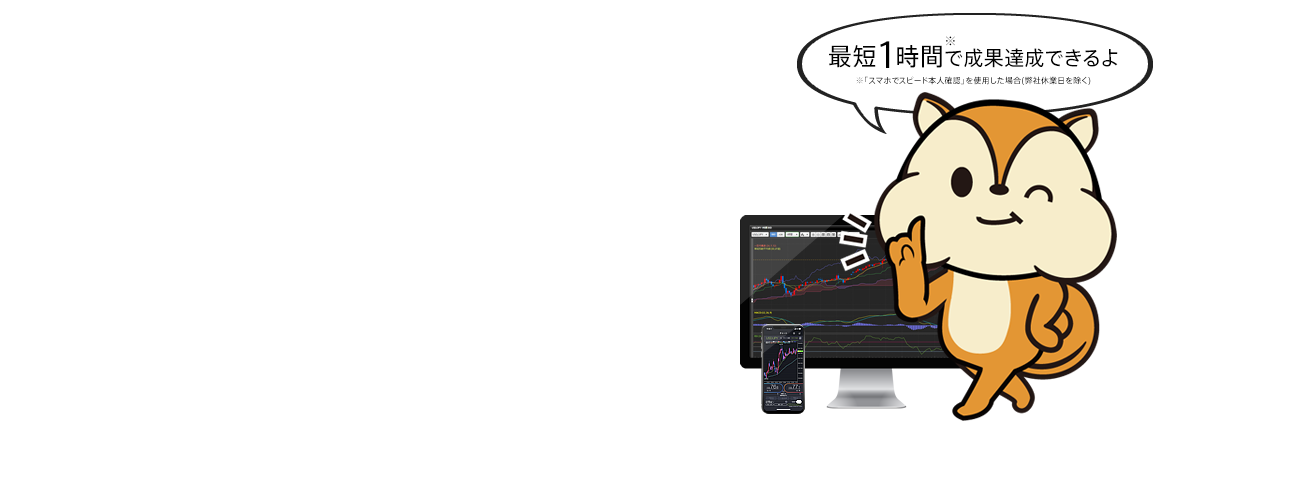 最短1時間※で成果達成できるよ
※「スマホでスピード本人確認」を使用した場合(弊社休業日を除く)